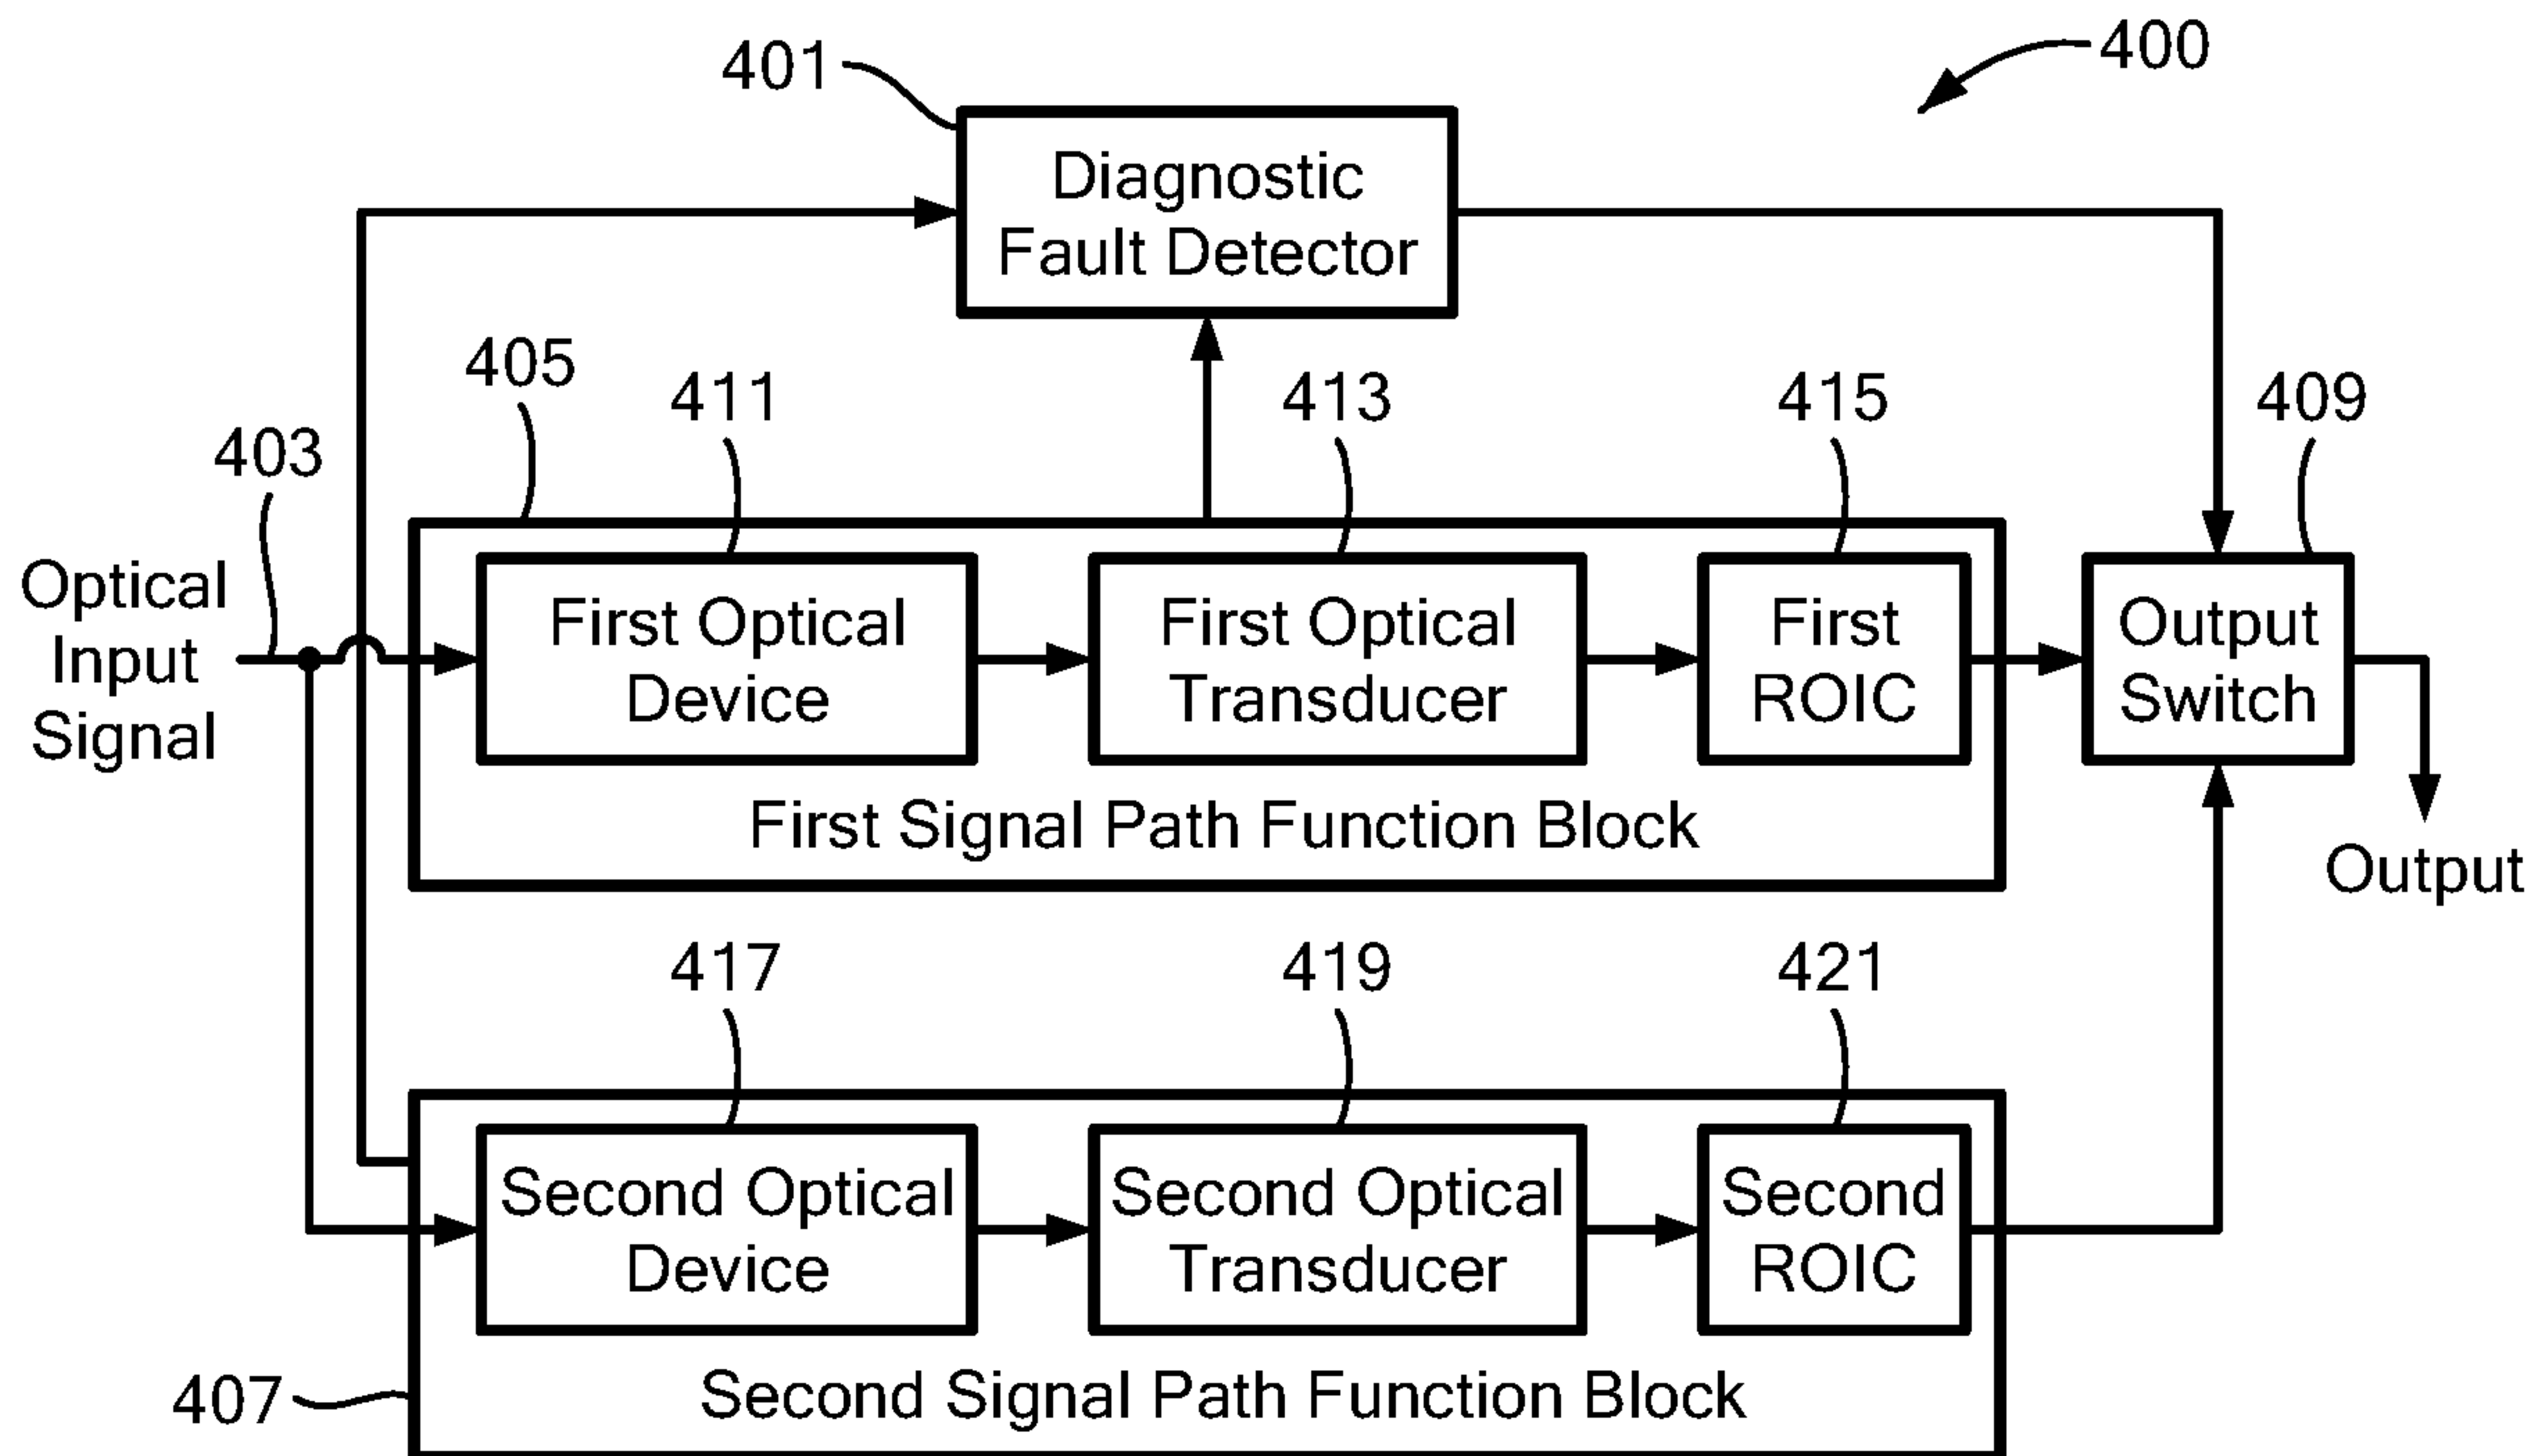 400
401
Diagnostic
Fault Detector
405
411
413
415
409
403
Optical
Input
Signal
First Optical
Device
First Optical
Transducer
First
ROIC
Output
Switch
First Signal Path Function Block
Output
417
419
421
Second Optical
Device
Second Optical
Transducer
Second
ROIC
407
Second Signal Path Function Block